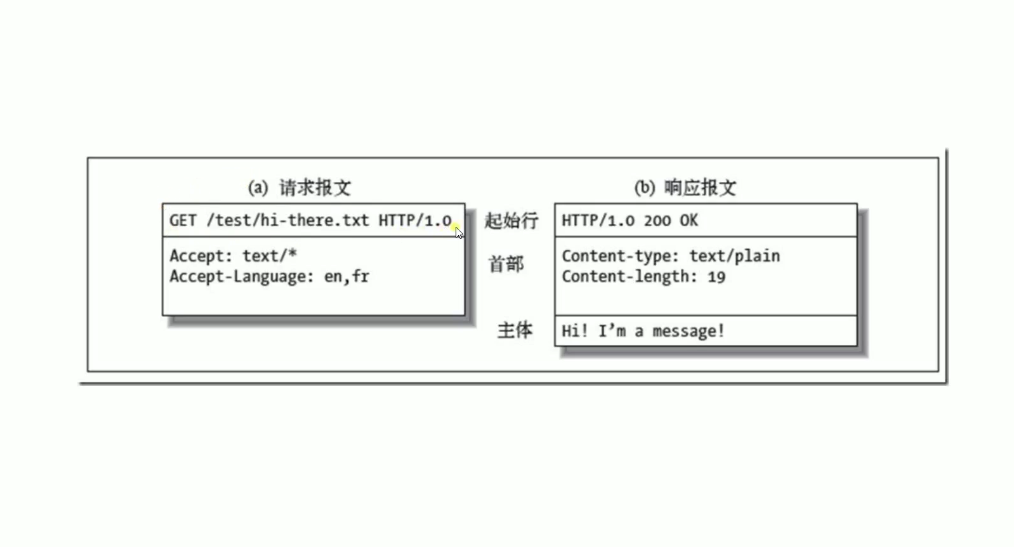 (a) 请求报文
GET /test/hi-there.txt HTTP/1.0
Accept: text/*
Accept-Language: en,fr
起始行
首部
主体
(b) 响应报文
HTTP/1.0 200 OK
Content-type: text/plain
Content-length: 19
Hi! I'm a message!